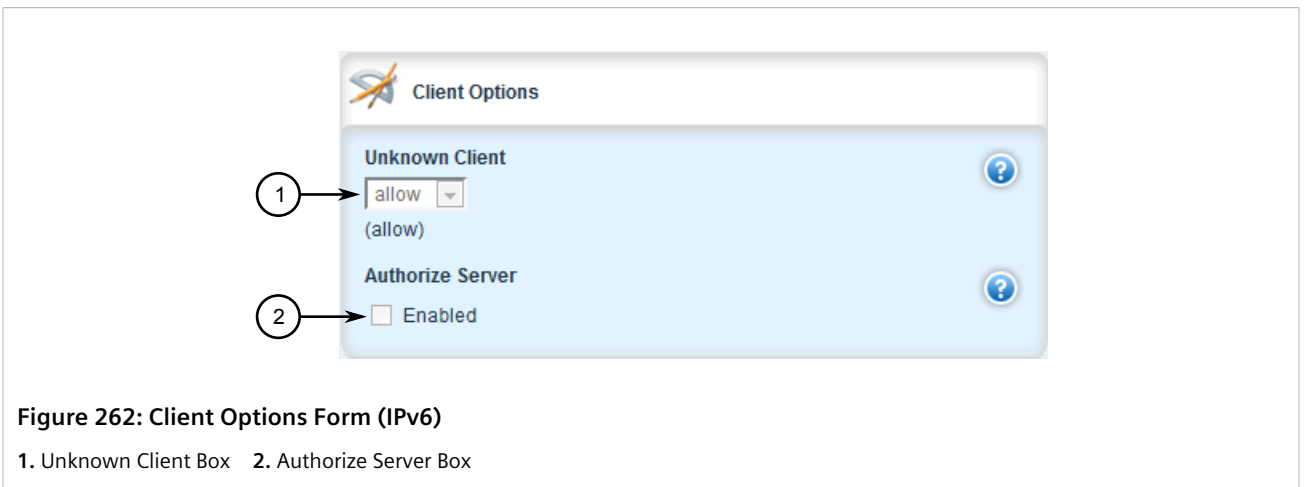 Client Options
Unknown Client
?
1
allow
(allow)
Authorize Server
?
2
Enabled
Figure 262: Client Options Form (IPv6)
1. Unknown Client Box 2. Authorize Server Box